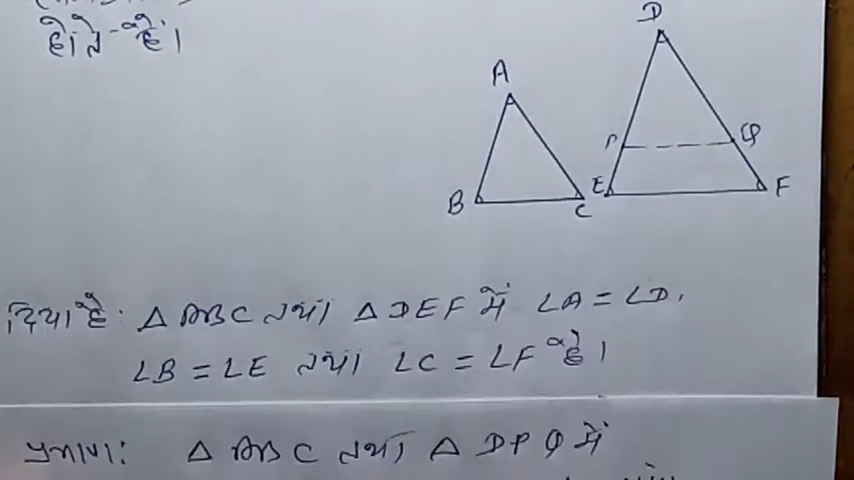 होते हैं।
D
A
P Q
B C E F
दिया है: △ ABC तथा △ DEF में ∠A = ∠D,
∠B = ∠E तथा ∠C = ∠F है।
प्रमाण: △ ABC तथा △ DPQ में